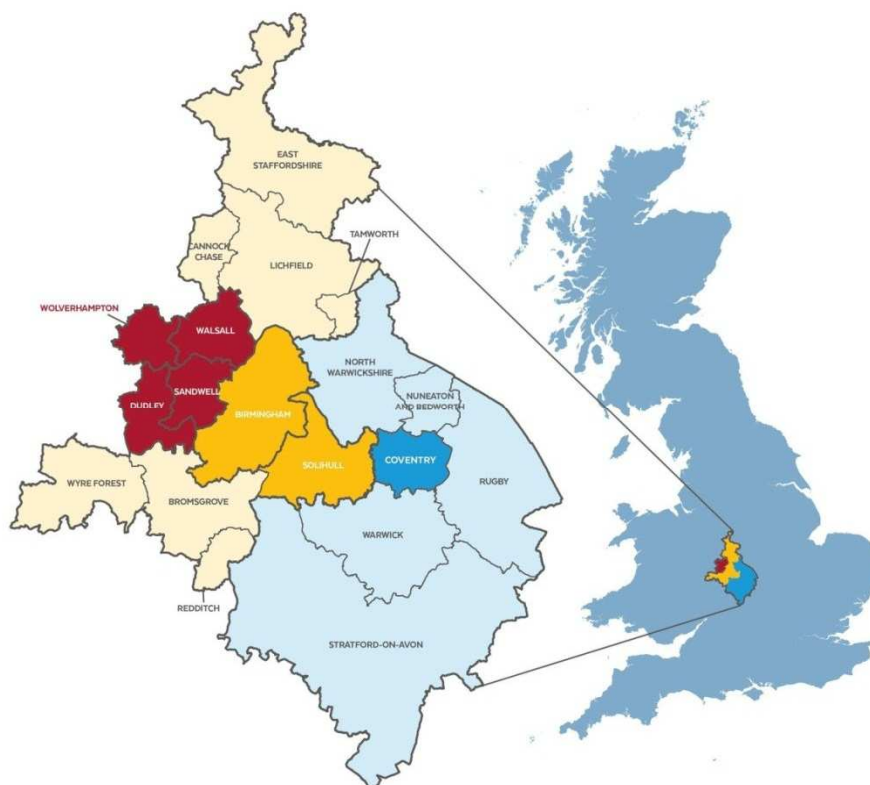 EAST
STAFFORDSHIRE
TAMWORTH
CANNOCK
CHASE
LICHFIELD
WOLVERHAMPTON
WALSALL
NORTH
WARWICKSHIRE
SANDWELL
DUDLEY
NUNEATON
AND BEDWORTH
BIRMINGHAM
COVENTRY
SOLIHULL
WYRE FOREST
RUGBY
BROMSGROVE
WARWICK
REDDITCH
STRATFORD-ON-AVON